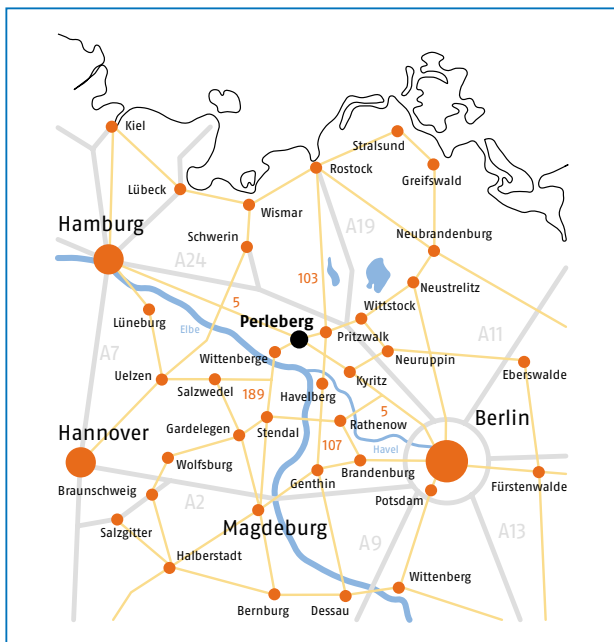 Kiel
Stralsund
Rostock
Greifswald
Lübeck
Wismar
Hamburg
Schwerin
A19
Neubrandenburg
A24
103
Neustrelitz
5
Wittstock
Lüneburg
Elbe
Perleberg
Pritzwalk
A11
A7
Wittenberge
Neuruppin
Eberswalde
Uelzen
Salzwedel
189
Havelberg
Kyritz
5
Berlin
Hannover
Gardelegen
Stendal
107
Rathenow
Havel
Wolfsburg
Braunschweig
Genthin
Brandenburg
Potsdam
Fürstenwalde
A2
Magdeburg
A9
A13
Salzgitter
Halberstadt
Wittenberg
Bernburg
Dessau